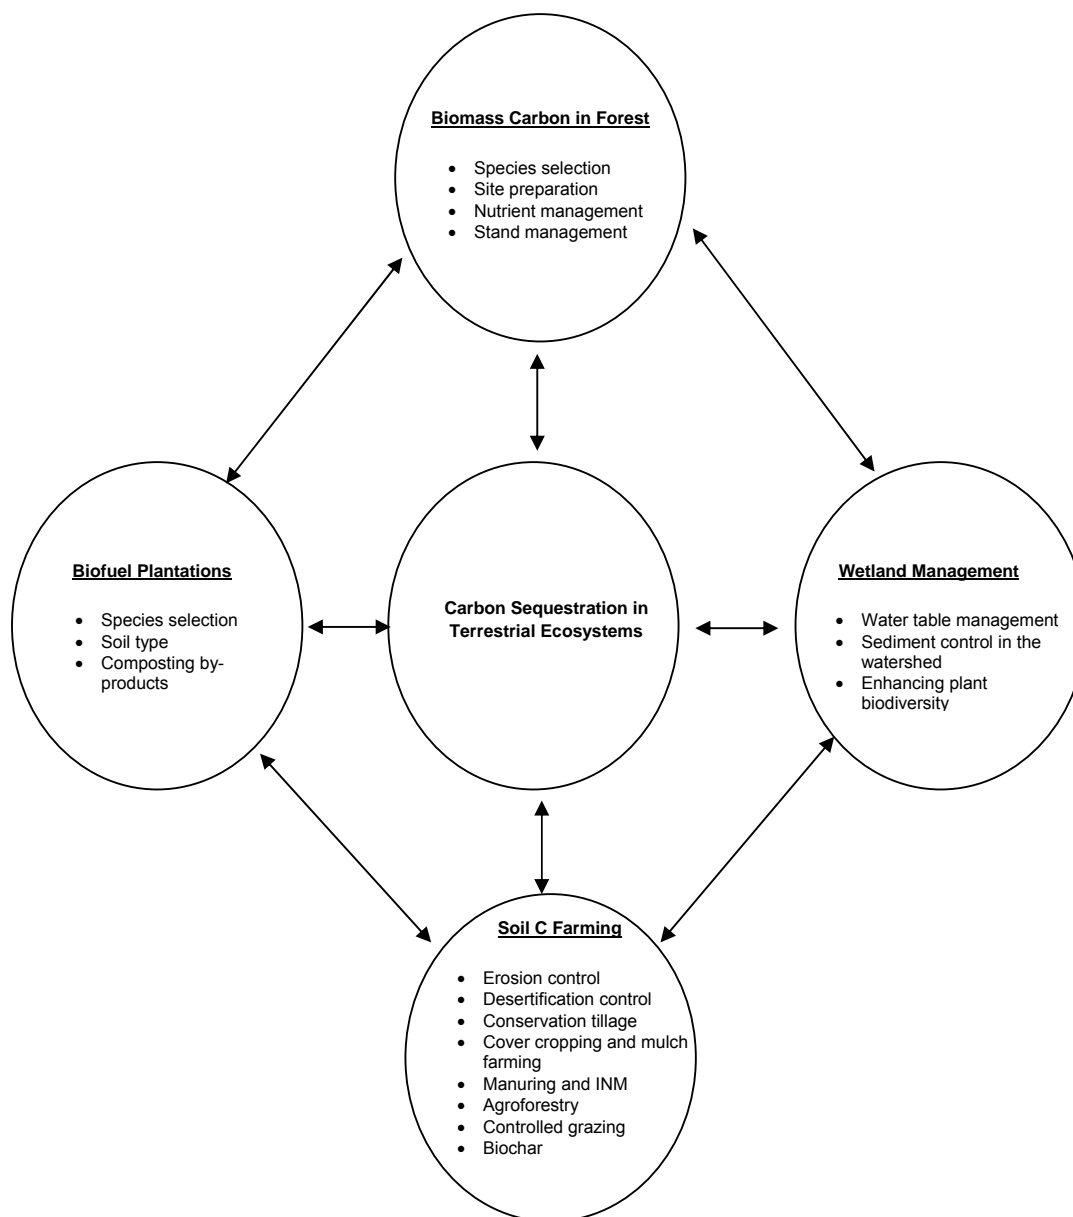 Biomass Carbon in Forest
• Species selection
• Site preparation
• Nutrient management
• Stand management
Biofuel Plantations
• Species selection
• Soil type
• Composting by-
products
Carbon Sequestration in
Terrestrial Ecosystems
Wetland Management
• Water table management
• Sediment control in the
watershed
• Enhancing plant
biodiversity
Soil C Farming
• Erosion control
• Desertification control
• Conservation tillage
• Cover cropping and mulch
farming
• Manuring and INM
• Agroforestry
• Controlled grazing
• Biochar